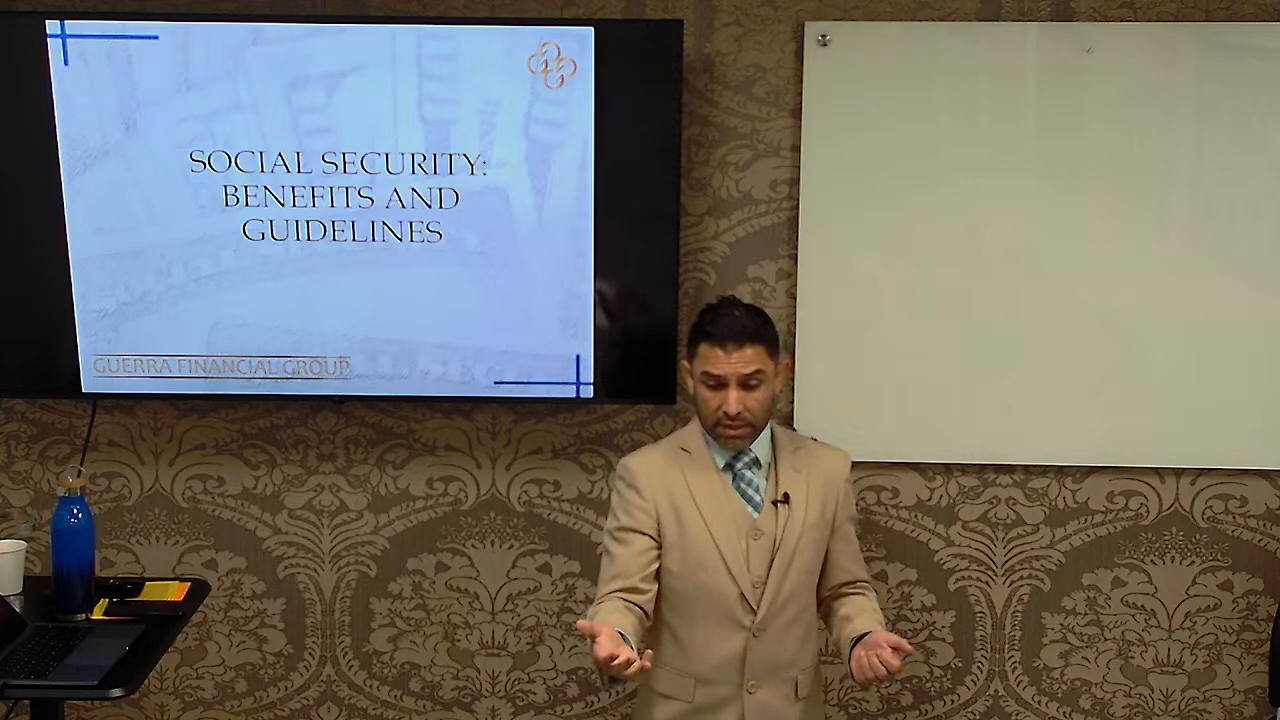 SOCIAL SECURITY:
BENEFITS AND
GUIDELINES
GUERRA FINANCIAL GROUP